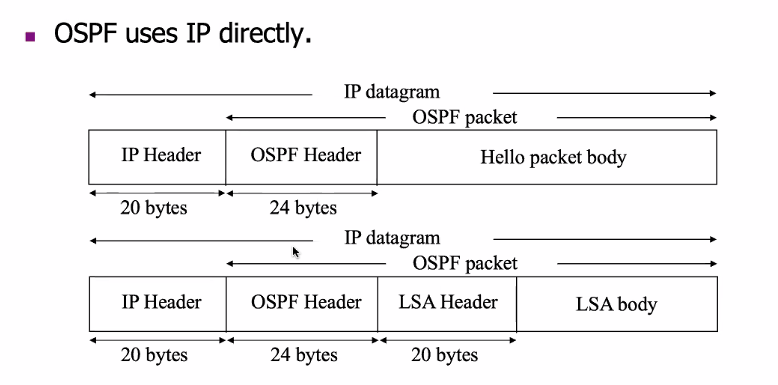 OSPF uses IP directly.
IP datagram
OSPF packet
IP Header OSPF Header Hello packet body
20 bytes 24 bytes
IP datagram
OSPF packet
IP Header OSPF Header LSA Header LSA body
20 bytes 24 bytes 20 bytes